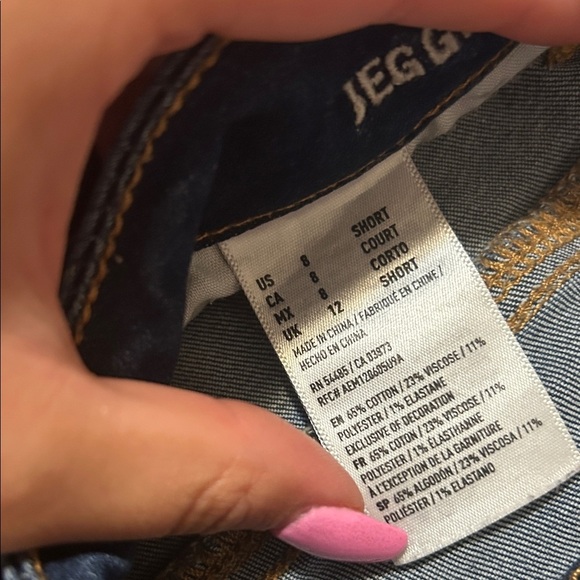 JEGGI
US 8 SHORT
CA 8 COURT
MX 8 CORTO
UK 12 SHORT
MADE IN CHINA / FABRIQUÉ EN CHINE /
HECHO EN CHINA
RN 54485 / CA 03873
RFC# AEM12060SU9A
EN 65% COTTON / 23% VISCOSE / 11%
POLYESTER / 1% ELASTANE
EXCLUSIVE OF DECORATION
FR 65% COTON / 23% VISCOSE / 11%
POLYESTER / 1% ÉLASTHANNE
À L'EXCEPTION DE LA GARNITURE
SP 65% ALGODÓN / 23% VISCOSA / 11%
POLIÉSTER / 1% ELASTANO